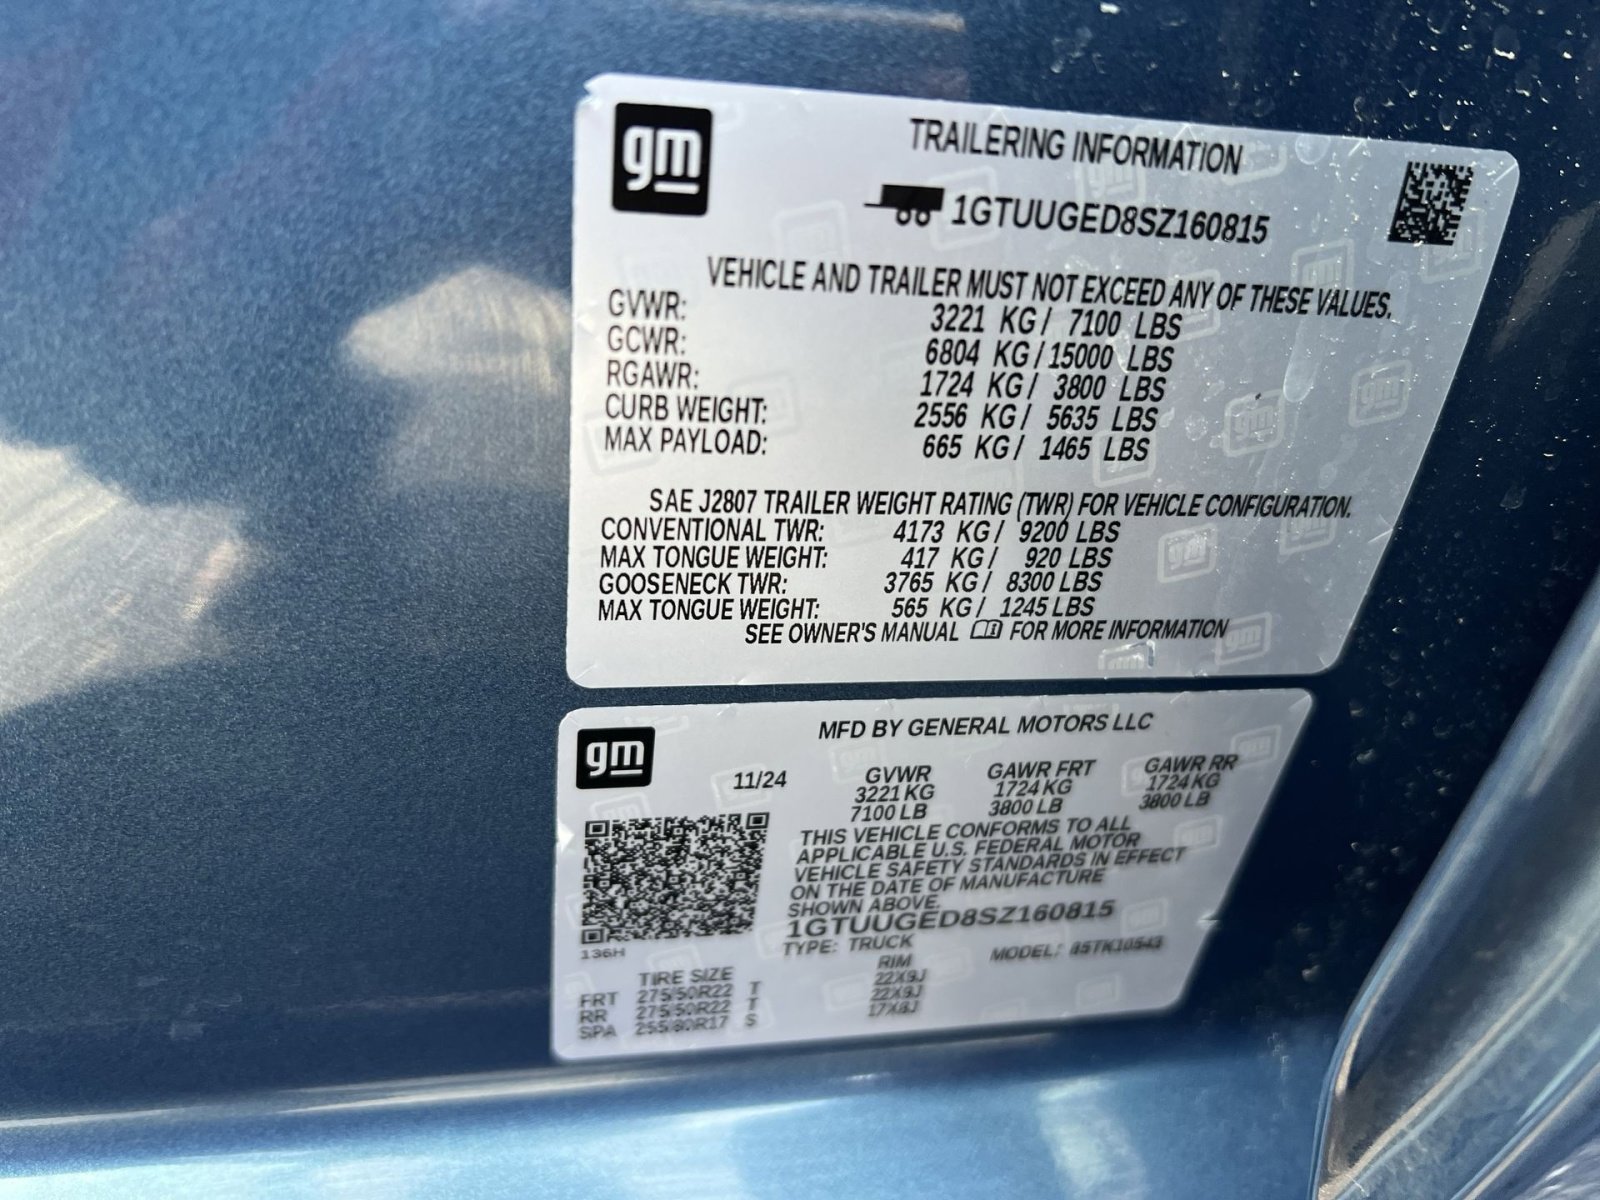 gm
TRAILERING INFORMATION
1GTUUGED8SZ160815
VEHICLE AND TRAILER MUST NOT EXCEED ANY OF THESE VALUES.
GVWR: 3221 KG / 7100 LBS
GCWR: 6804 KG / 15000 LBS
RGAWR: 1724 KG / 3800 LBS
CURB WEIGHT: 2556 KG / 5635 LBS
MAX PAYLOAD: 665 KG / 1465 LBS
SAE J2807 TRAILER WEIGHT RATING (TWR) FOR VEHICLE CONFIGURATION.
CONVENTIONAL TWR: 4173 KG / 9200 LBS
MAX TONGUE WEIGHT: 417 KG / 920 LBS
GOOSENECK TWR: 3765 KG / 8300 LBS
MAX TONGUE WEIGHT: 565 KG / 1245 LBS
SEE OWNER'S MANUAL FOR MORE INFORMATION
gm
MFD BY GENERAL MOTORS LLC
11/24 GVWR GAWR FRT GAWR RR
3221 KG 1724 KG 1724 KG
7100 LB 3800 LB 3800 LB
THIS VEHICLE CONFORMS TO ALL
APPLICABLE U.S. FEDERAL MOTOR
VEHICLE SAFETY STANDARDS IN EFFECT
ON THE DATE OF MANUFACTURE
SHOWN ABOVE.
1GTUUGED8SZ160815
TYPE: TRUCK MODEL:
136H
TIRE SIZE RIM
FRT 275/50R22 T 22X9J
RR 275/50R22 T 22X9J
SPA 255/80R17 S 17X8J